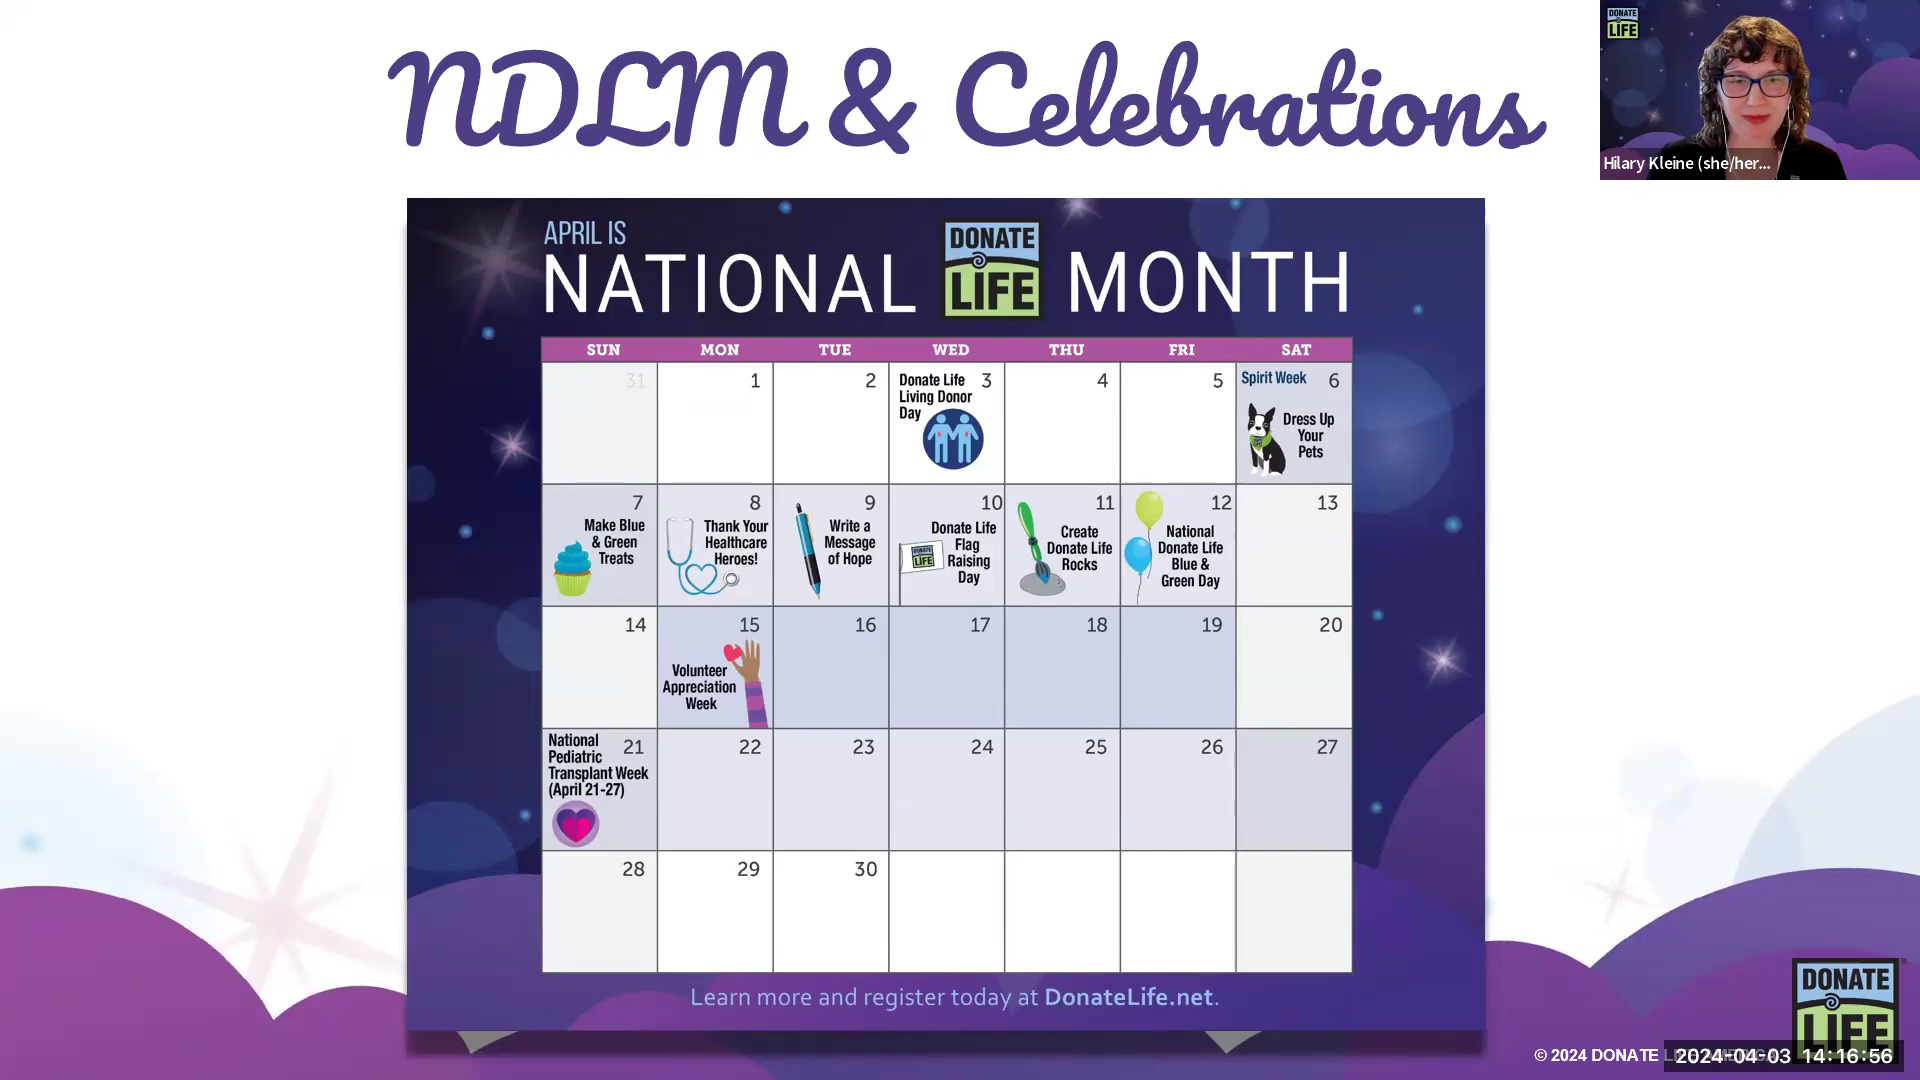 NDLM & Celebrations
DONATE
LIFE
Hilary Kleine (she/her...
APRIL IS
NATIONAL
DONATE
LIFE
MONTH
SUN MON TUE WED THU FRI SAT
31
1
2
Donate Life 3
Living Donor
Day
4
5
Spirit Week 6
Dress Up
Your
Pets
7
Make Blue
& Green
Treats
8
Thank Your
Healthcare
Heroes!
9
Write a
Message
of Hope
10
Donate Life
Flag
Raising
Day
DONATE
LIFE
11
Create
Donate Life
Rocks
12
National
Donate Life
Blue &
Green Day
13
14
15
Volunteer
Appreciation
Week
16
17
18
19
20
National 21
Pediatric
Transplant Week
(April 21-27)
22
23
24
25
26
27
28
29
30
Learn more and register today at DonateLife.net.
DONATE
LIFE
© 2024 DONATE
2024-04-03 14:16:56